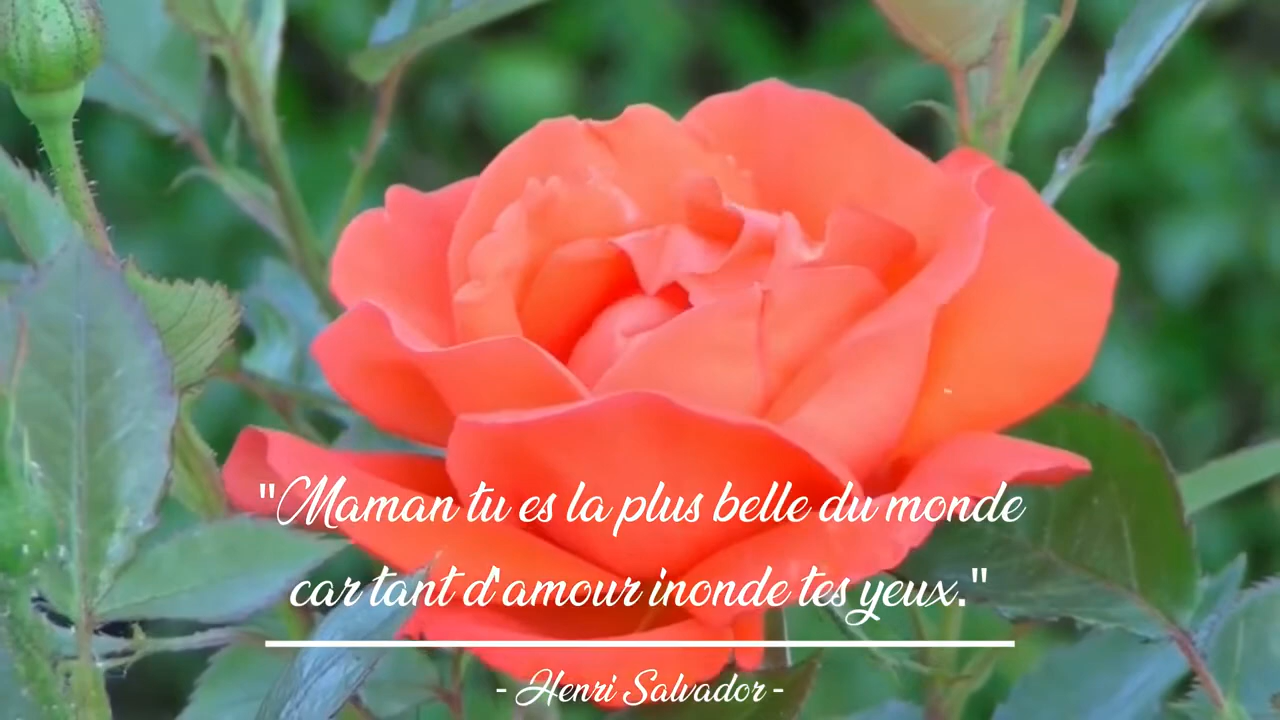 "Maman tu es la plus belle du monde
car tant d'amour inonde tes yeux."
- Henri Salvador -